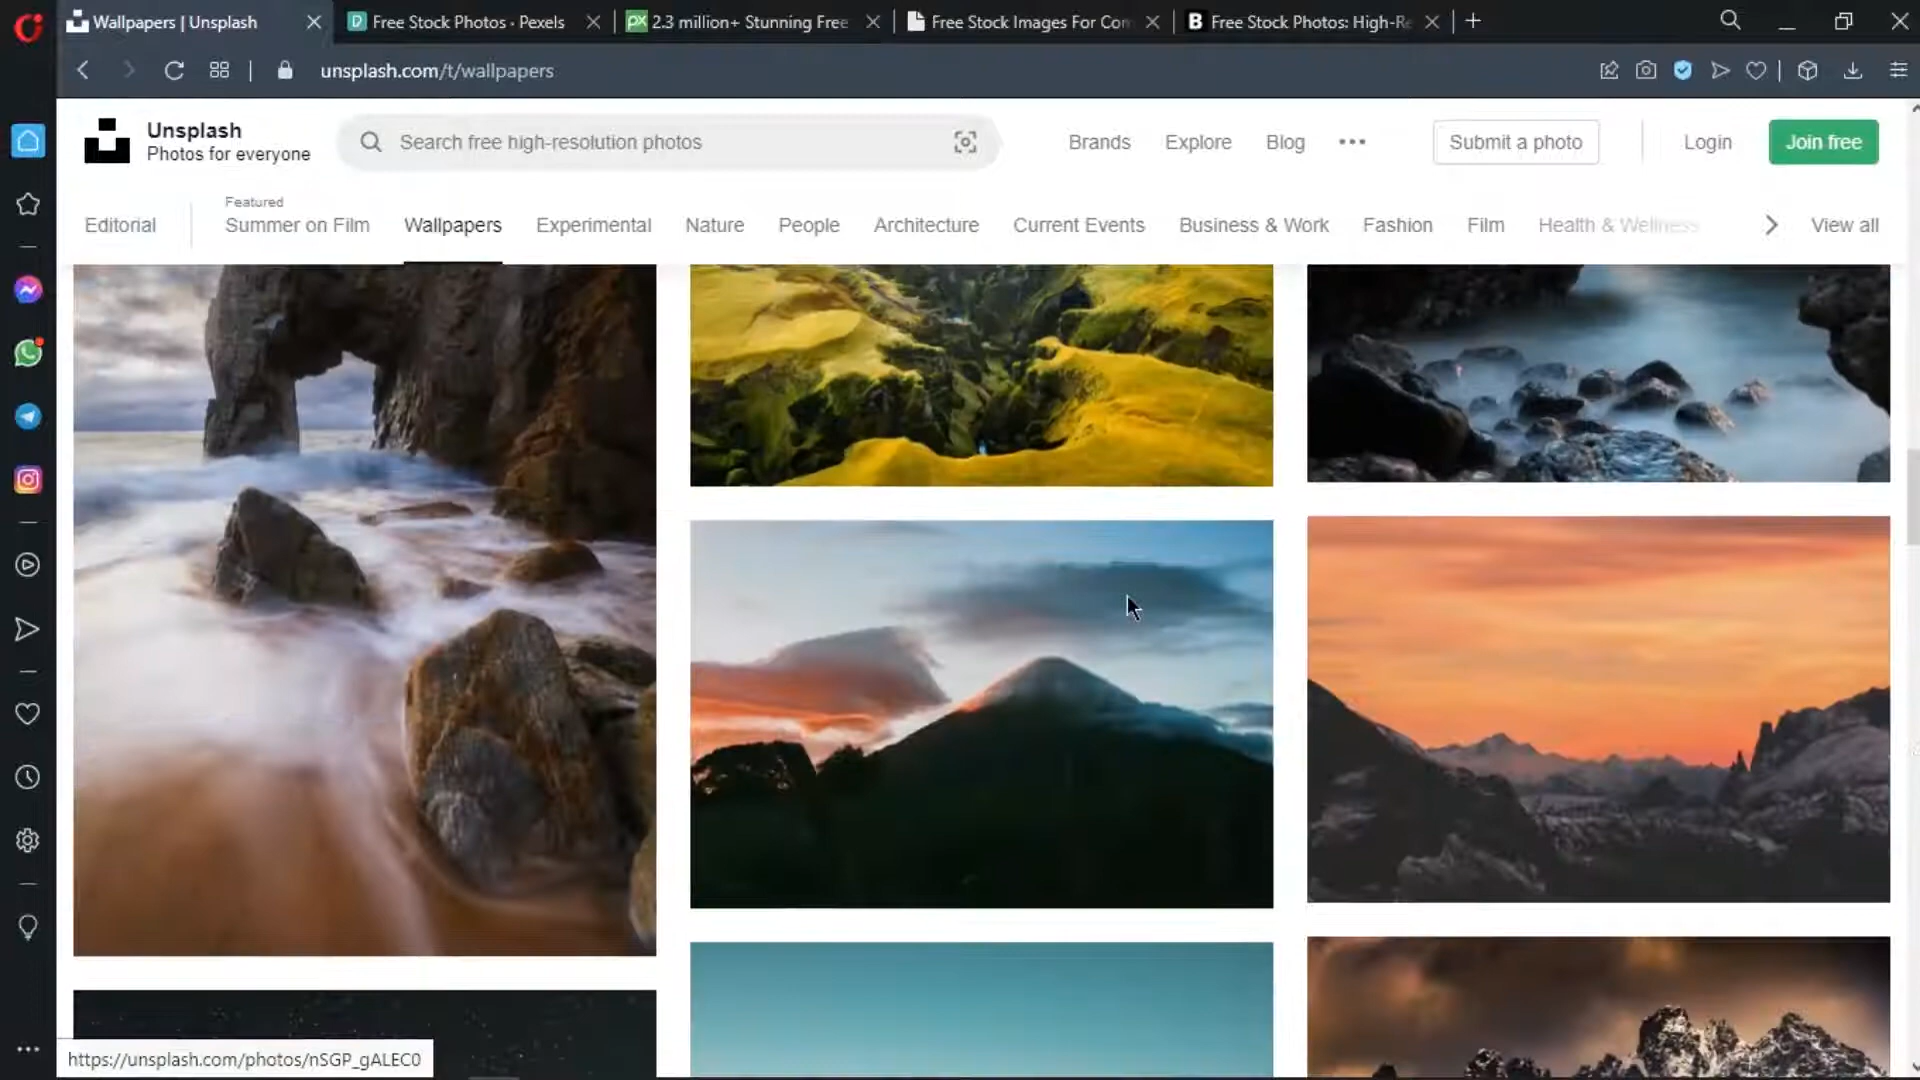 Wallpapers | Unsplash
Free Stock Photos · Pexels
PX 2.3 million+ Stunning Free
Free Stock Images For Con
B Free Stock Photos: High-Re
unsplash.com/t/wallpapers
Unsplash
Photos for everyone
Search free high-resolution photos
Brands
Explore
Blog
Submit a photo
Login
Join free
Editorial
Featured
Summer on Film
Wallpapers
Experimental
Nature
People
Architecture
Current Events
Business & Work
Fashion
Film
Health & Wellness
View all
https://unsplash.com/photos/nSGP_gALEC0